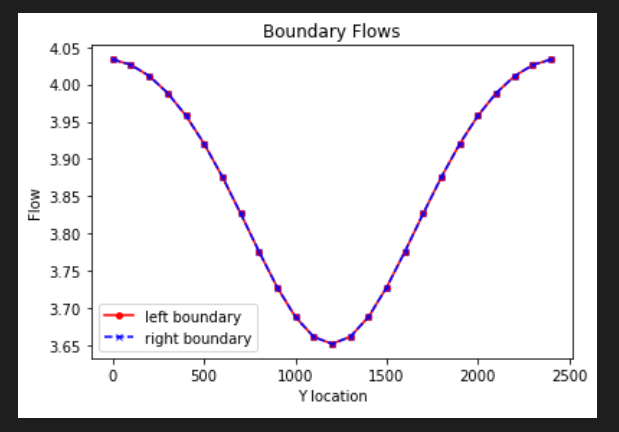 Boundary Flows
4.05
4.00
3.95
3.90
3.85
3.80
3.75
3.70
3.65
Flow
left boundary
right boundary
0 500 1000 1500 2000 2500
Y location